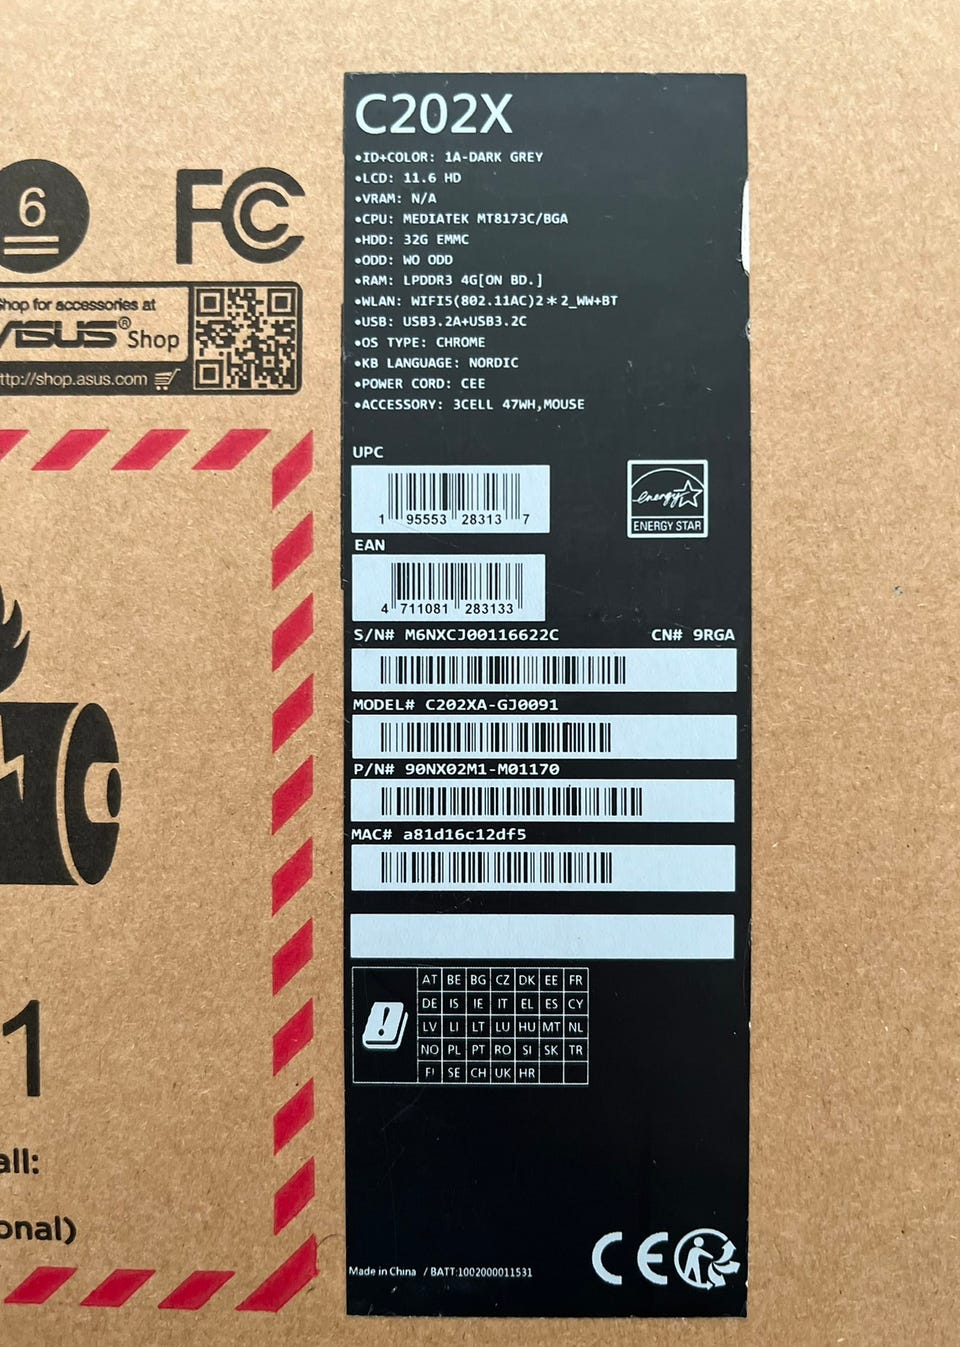 C202X
•ID+COLOR: 1A-DARK GREY
•LCD: 11.6 HD
•VRAM: N/A
•CPU: MEDIATEK MT8173C/BGA
•HDD: 32G EMMC
•ODD: WO ODD
•RAM: LPDDR3 4G[ON BD.]
•WLAN: WIFI5(802.11AC)2*2_WW+BT
•USB: USB3.2A+USB3.2C
•OS TYPE: CHROME
•KB LANGUAGE: NORDIC
•POWER CORD: CEE
•ACCESSORY: 3CELL 47WH,MOUSE
6
FC
hop for accessories at
ASUS® Shop
ttp://shop.asus.com
UPC
1 95553 28313 7
energy
ENERGY STAR
EAN
4 711081 283133
S/N# M6NXCJ00116622C CN# 9RGA
MODEL# C202XA-GJ0091
P/N# 90NX02M1-M01170
MAC# a81d16c12df5
AT BE BG CZ DK EE FR
DE IS IE IT EL ES CY
LV LI LT LU HU MT NL
NO PL PT RO SI SK TR
FI SE CH UK HR
!
1
all:
onal)
CE
Made in China / BATT:1002000011531